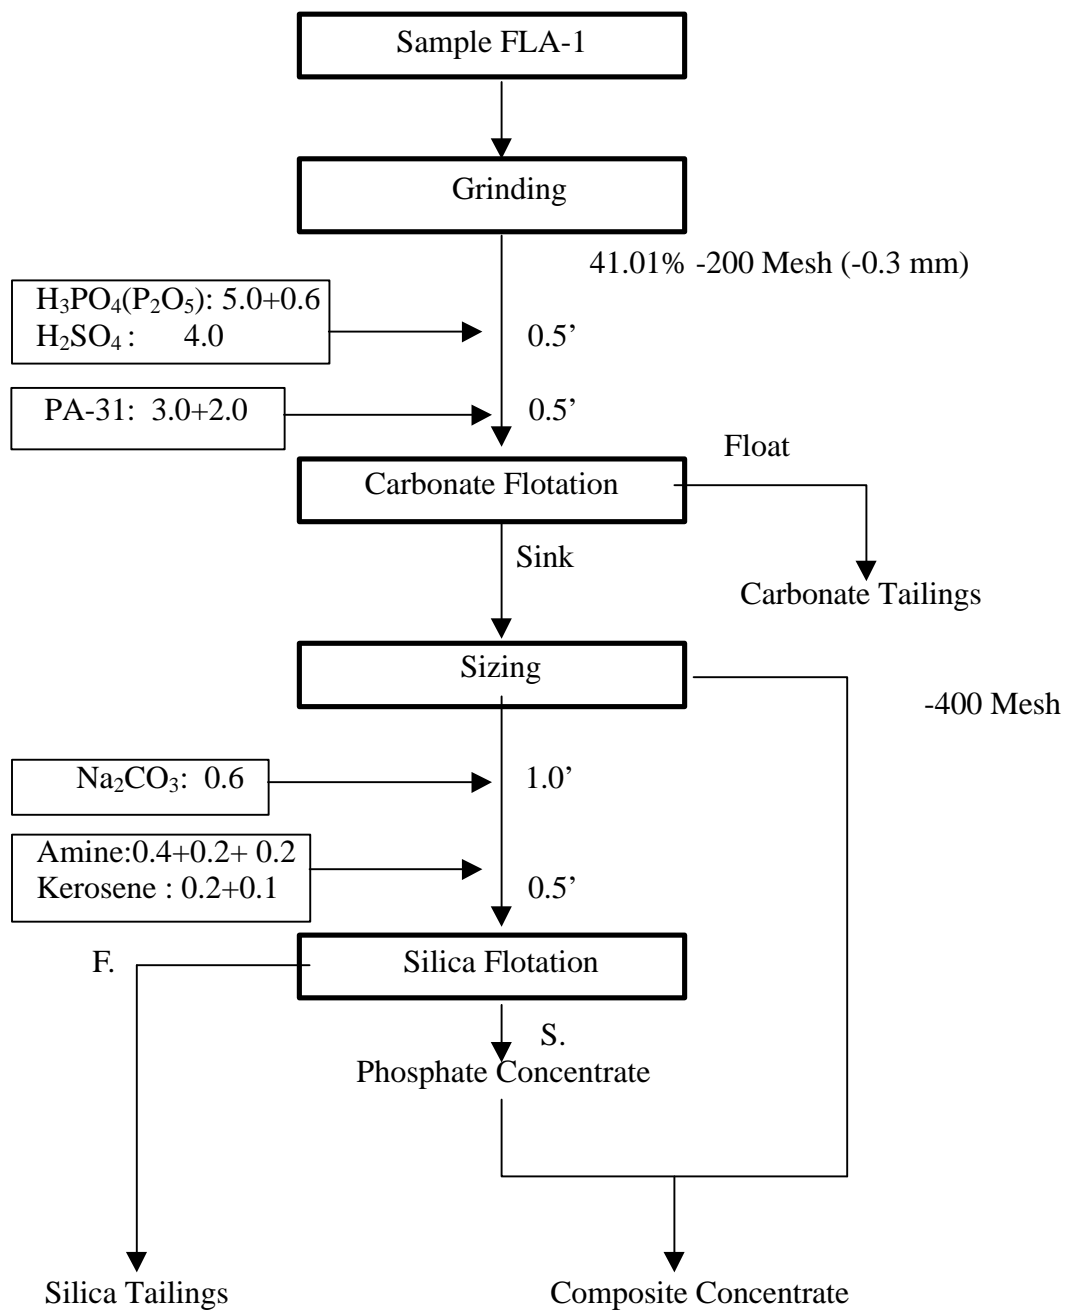 Sample FLA-1
Grinding
41.01% -200 Mesh (-0.3 mm)
H₃PO₄(P₂O₅): 5.0+0.6
H₂SO₄ : 4.0
0.5’
PA-31: 3.0+2.0
0.5’
Float
Carbonate Flotation
Sink
Carbonate Tailings
Sizing
-400 Mesh
Na₂CO₃: 0.6
1.0’
Amine:0.4+0.2+ 0.2
Kerosene : 0.2+0.1
0.5’
F.
Silica Flotation
S.
Phosphate Concentrate
Silica Tailings
Composite Concentrate